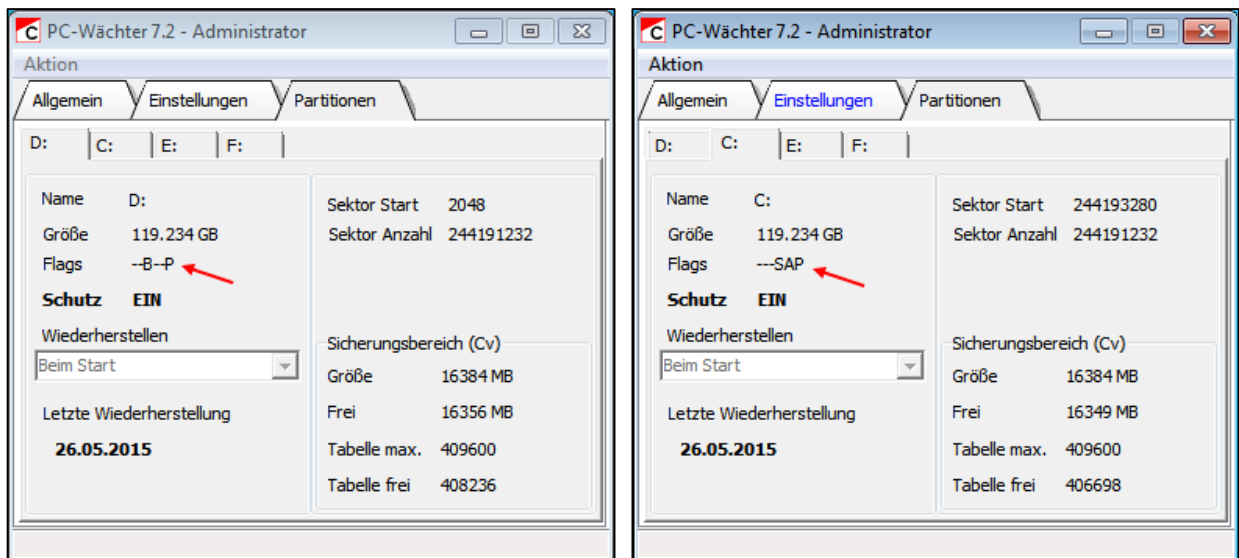 PC-Wächter 7.2 - Administrator
Aktion
Allgemein Einstellungen Partitionen
D: C: E: F:
Name D:
Größe 119.234 GB
Flags --B--P
Schutz EIN
Wiederherstellen
Beim Start
Letzte Wiederherstellung
26.05.2015
Sektor Start 2048
Sektor Anzahl 244191232
Sicherungsbereich (Cv)
Größe 16384 MB
Frei 16356 MB
Tabelle max. 409600
Tabelle frei 408236
PC-Wächter 7.2 - Administrator
Aktion
Allgemein Einstellungen Partitionen
D: C: E: F:
Name C:
Größe 119.234 GB
Flags ---SAP
Schutz EIN
Wiederherstellen
Beim Start
Letzte Wiederherstellung
26.05.2015
Sektor Start 244193280
Sektor Anzahl 244191232
Sicherungsbereich (Cv)
Größe 16384 MB
Frei 16349 MB
Tabelle max. 409600
Tabelle frei 406698